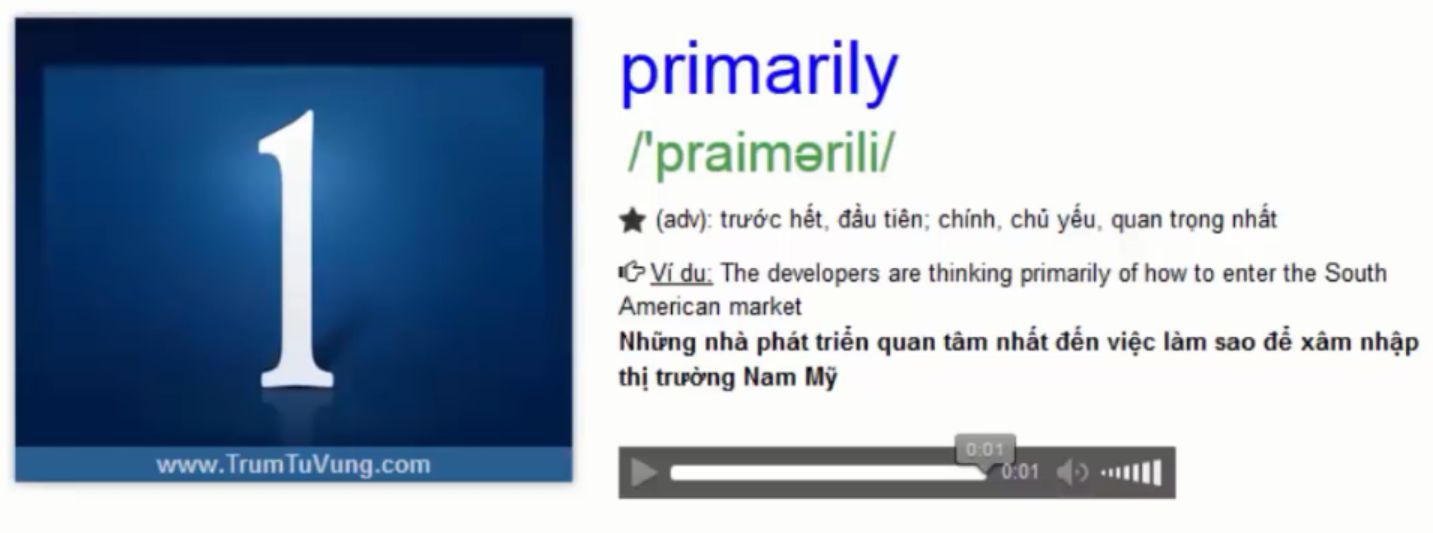 primarily
/'praimərili/
★ (adv): trước hết, đầu tiên; chính, chủ yếu, quan trọng nhất
Ví dụ: The developers are thinking primarily of how to enter the South
American market
Những nhà phát triển quan tâm nhất đến việc làm sao để xâm nhập
thị trường Nam Mỹ
0:01
0:01
1
www.TrumTuVung.com